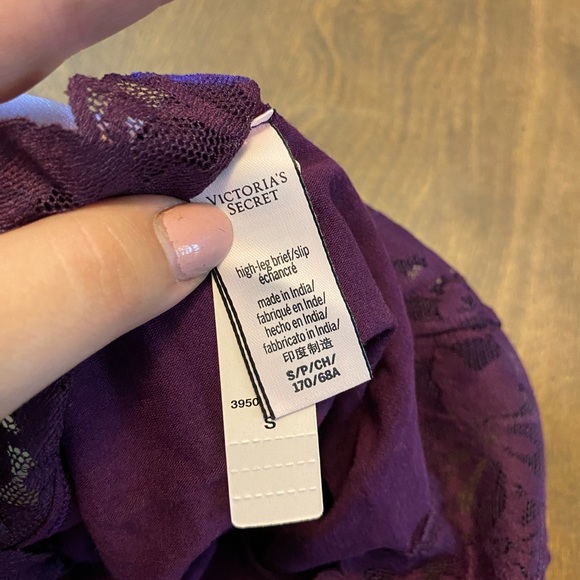 VICTORIA'S
SECRET
high-leg brief/slip
échancré
made in India/
fabriqué en Inde/
hecho en India/
fabbricato in India/
印度制造
S/P/CH/
170/68A
3950
S